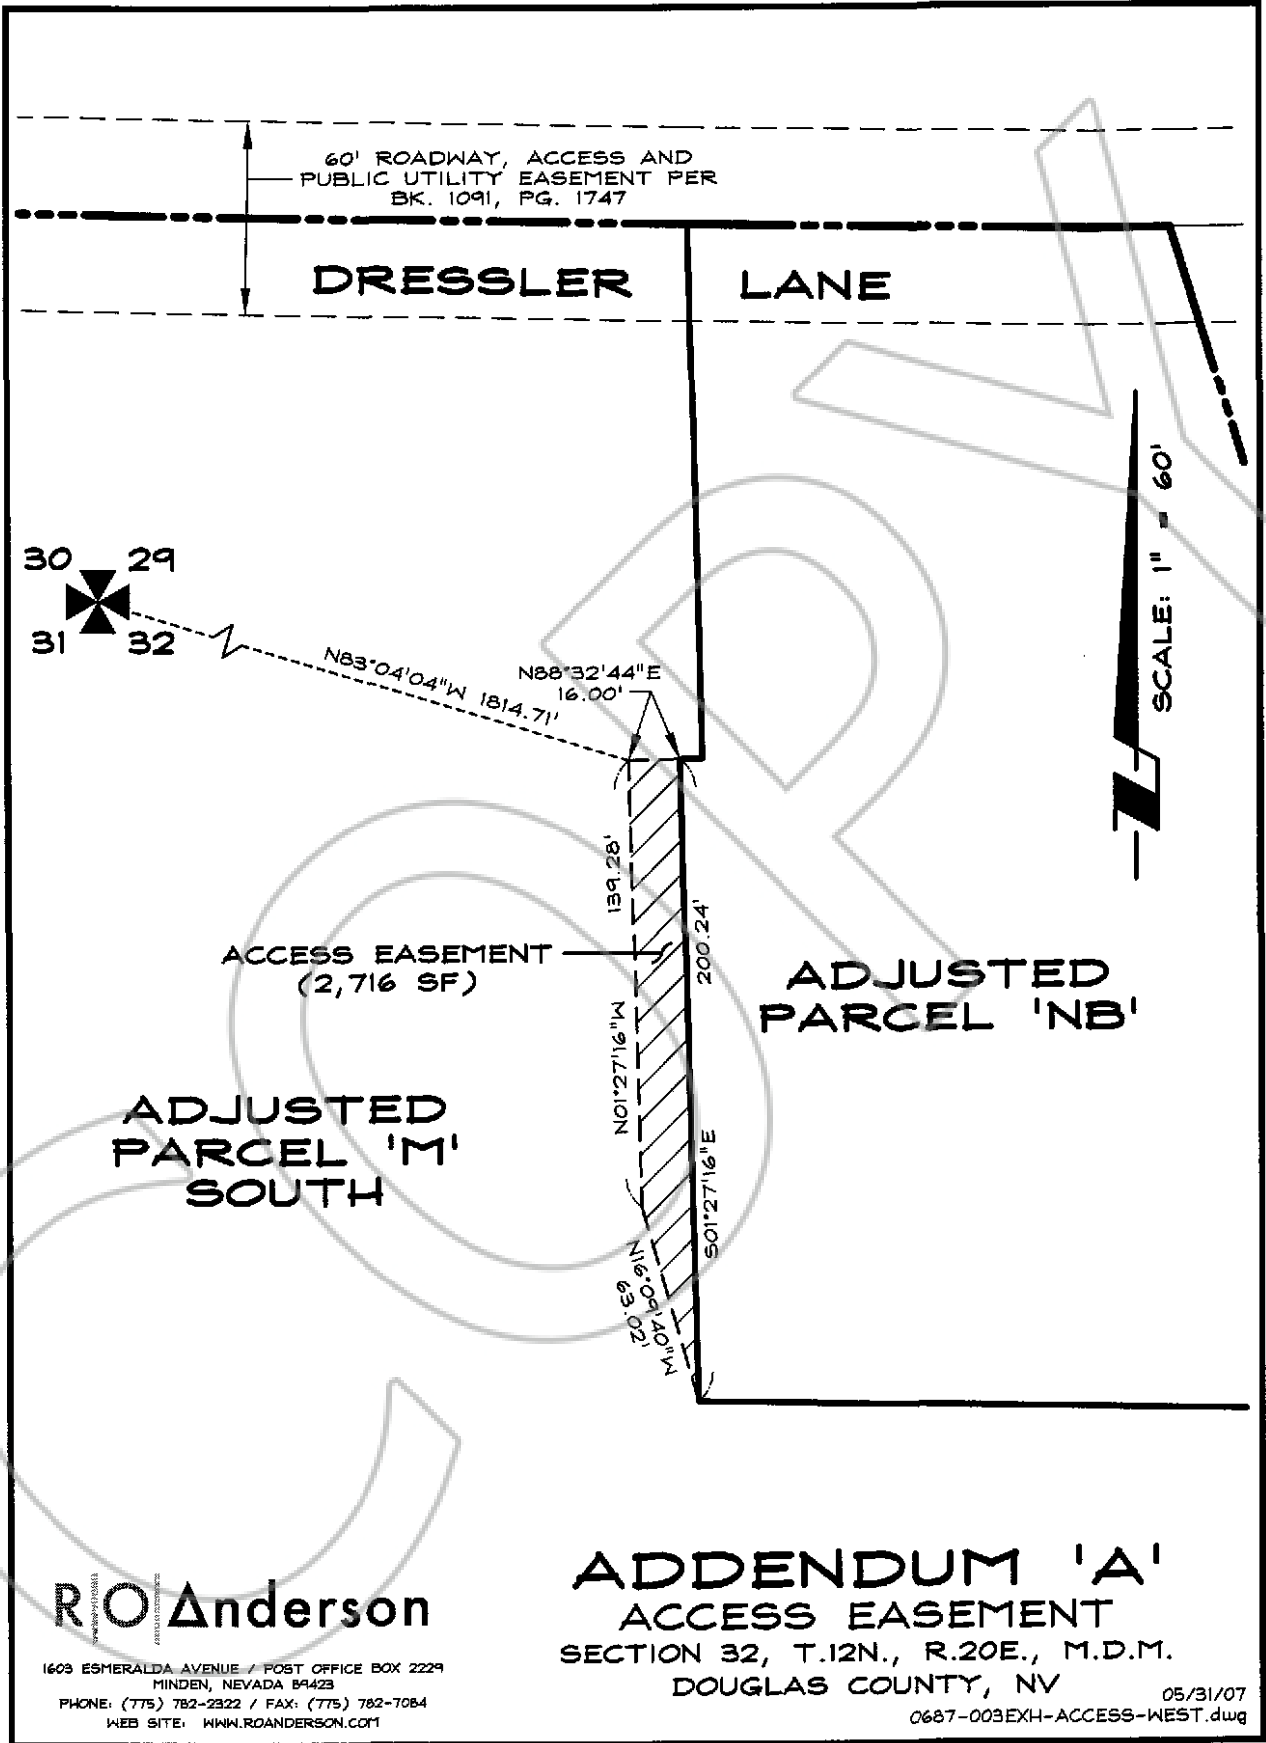 60' ROADWAY, ACCESS AND
PUBLIC UTILITY EASEMENT PER
BK. 1091, PG. 1747
DRESSLER LANE
SCALE: 1" = 60'
30 29
31 32
N83°04'04"W 1814.71'
N88°32'44"E
16.00'
139.28'
N01°27'16"W
200.24'
S01°27'16"E
ACCESS EASEMENT
(2,716 SF)
ADJUSTED
PARCEL 'NB'
ADJUSTED
PARCEL 'M'
SOUTH
N16°09'40"W
63.02'
COPY
R|O|Anderson
1603 ESMERALDA AVENUE / POST OFFICE BOX 2229
MINDEN, NEVADA 89423
PHONE: (775) 782-2322 / FAX: (775) 782-7084
WEB SITE: WWW.ROANDERSON.COM
ADDENDUM 'A'
ACCESS EASEMENT
SECTION 32, T.12N., R.20E., M.D.M.
DOUGLAS COUNTY, NV
05/31/07
0687-003EXH-ACCESS-WEST.dwg